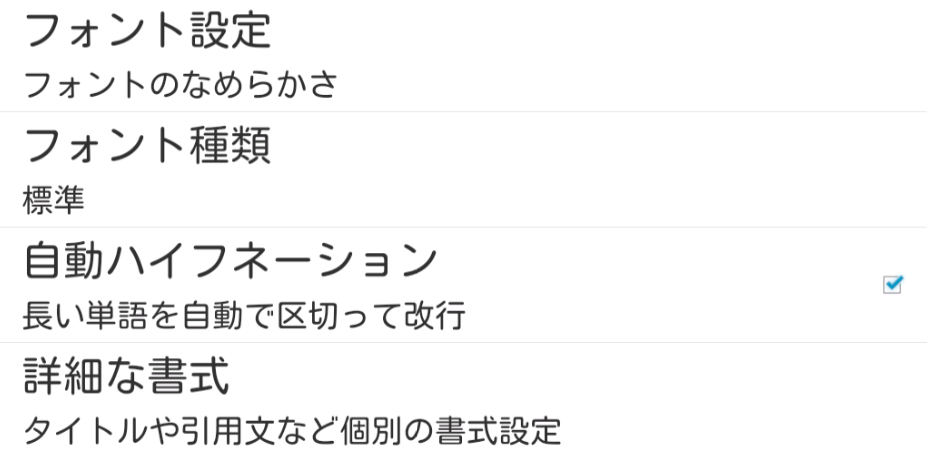 フォント設定
フォントのなめらかさ
フォント種類
標準
自動ハイフネーション
長い単語を自動で区切って改行
詳細な書式
タイトルや引用文など個別の書式設定